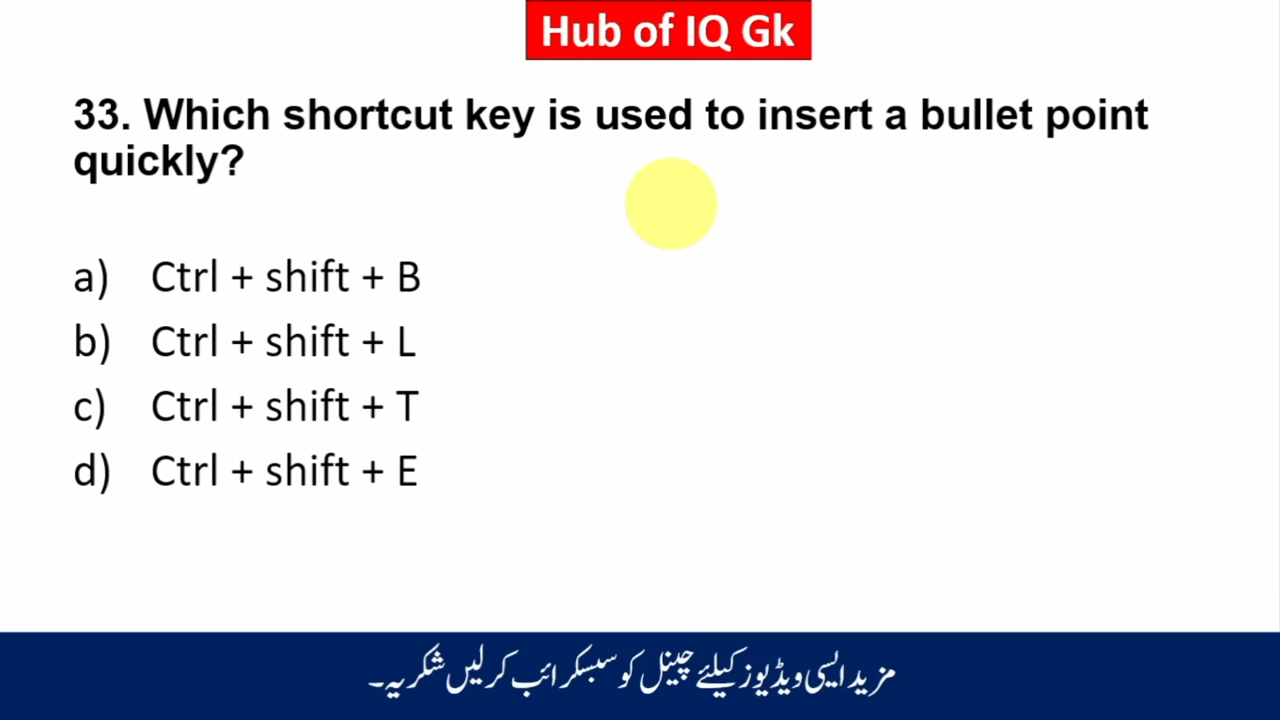 Hub of IQ Gk
33. Which shortcut key is used to insert a bullet point
quickly?
a) Ctrl + shift + B
b) Ctrl + shift + L
c) Ctrl + shift + T
d) Ctrl + shift + E
مزید ایسی ویڈیوز کیلئے چینل کو سبسکرائب کر لیں شکریہ۔